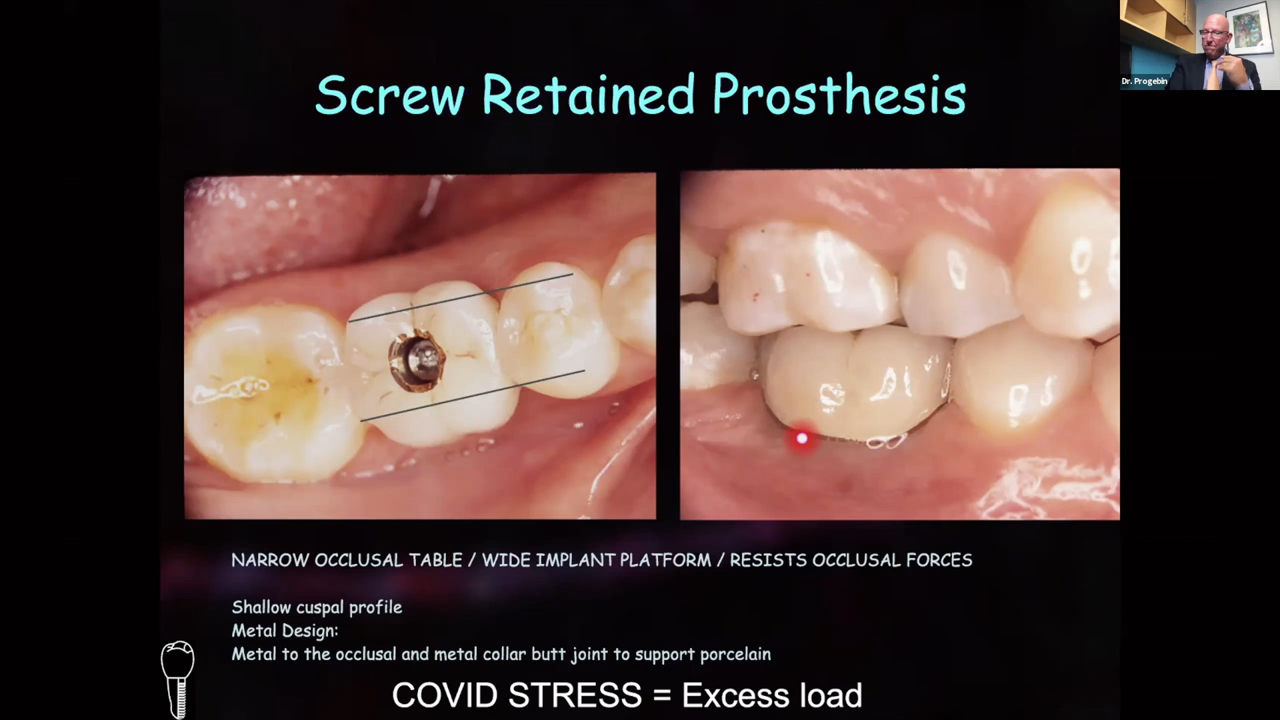 Dr. Progebin
Screw Retained Prosthesis
NARROW OCCLUSAL TABLE / WIDE IMPLANT PLATFORM / RESISTS OCCLUSAL FORCES
Shallow cuspal profile
Metal Design:
Metal to the occlusal and metal collar butt joint to support porcelain
COVID STRESS = Excess load